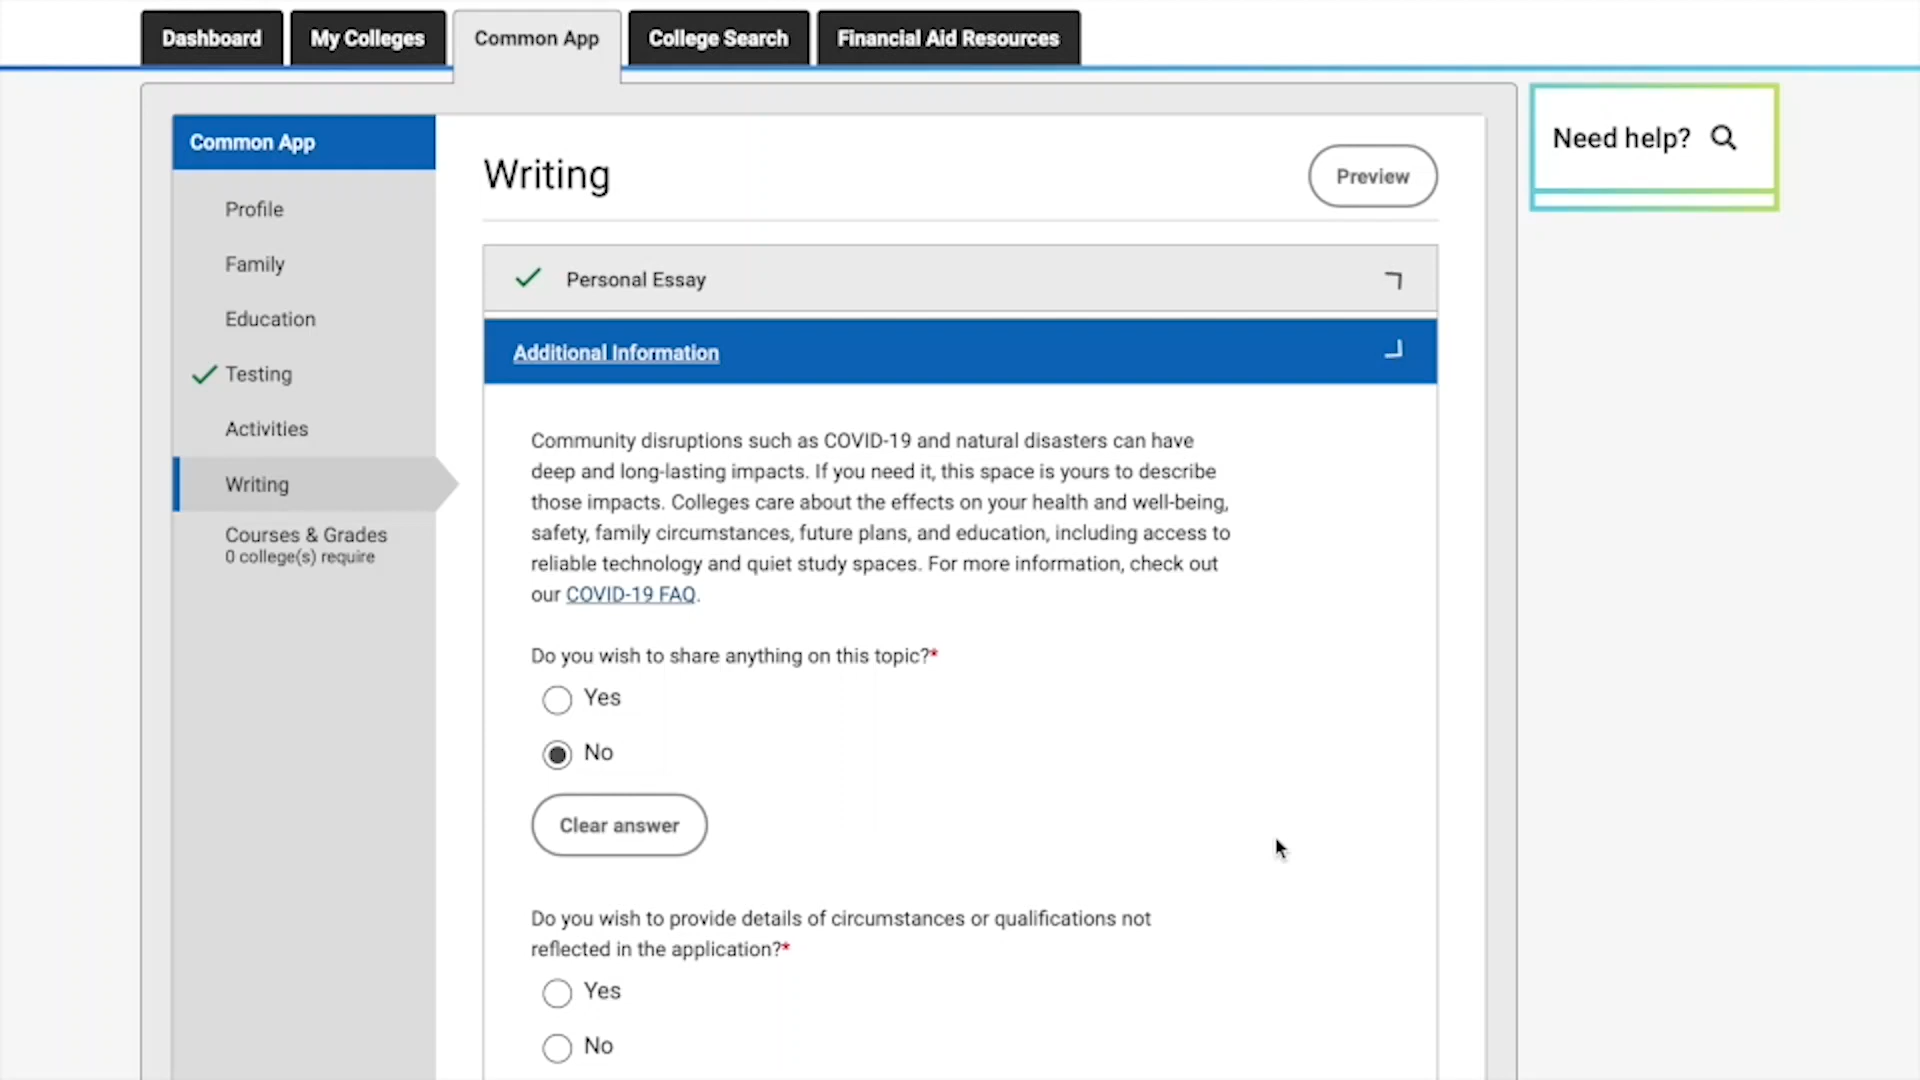 Dashboard
My Colleges
Common App
College Search
Financial Aid Resources
Need help?
Common App
Profile
Family
Education
Testing
Activities
Writing
Courses & Grades
0 college(s) require
Writing
Preview
Personal Essay
Additional Information
Community disruptions such as COVID-19 and natural disasters can have
deep and long-lasting impacts. If you need it, this space is yours to describe
those impacts. Colleges care about the effects on your health and well-being,
safety, family circumstances, future plans, and education, including access to
reliable technology and quiet study spaces. For more information, check out
our COVID-19 FAQ.
Do you wish to share anything on this topic?*
Yes
No
Clear answer
Do you wish to provide details of circumstances or qualifications not
reflected in the application?*
Yes
No